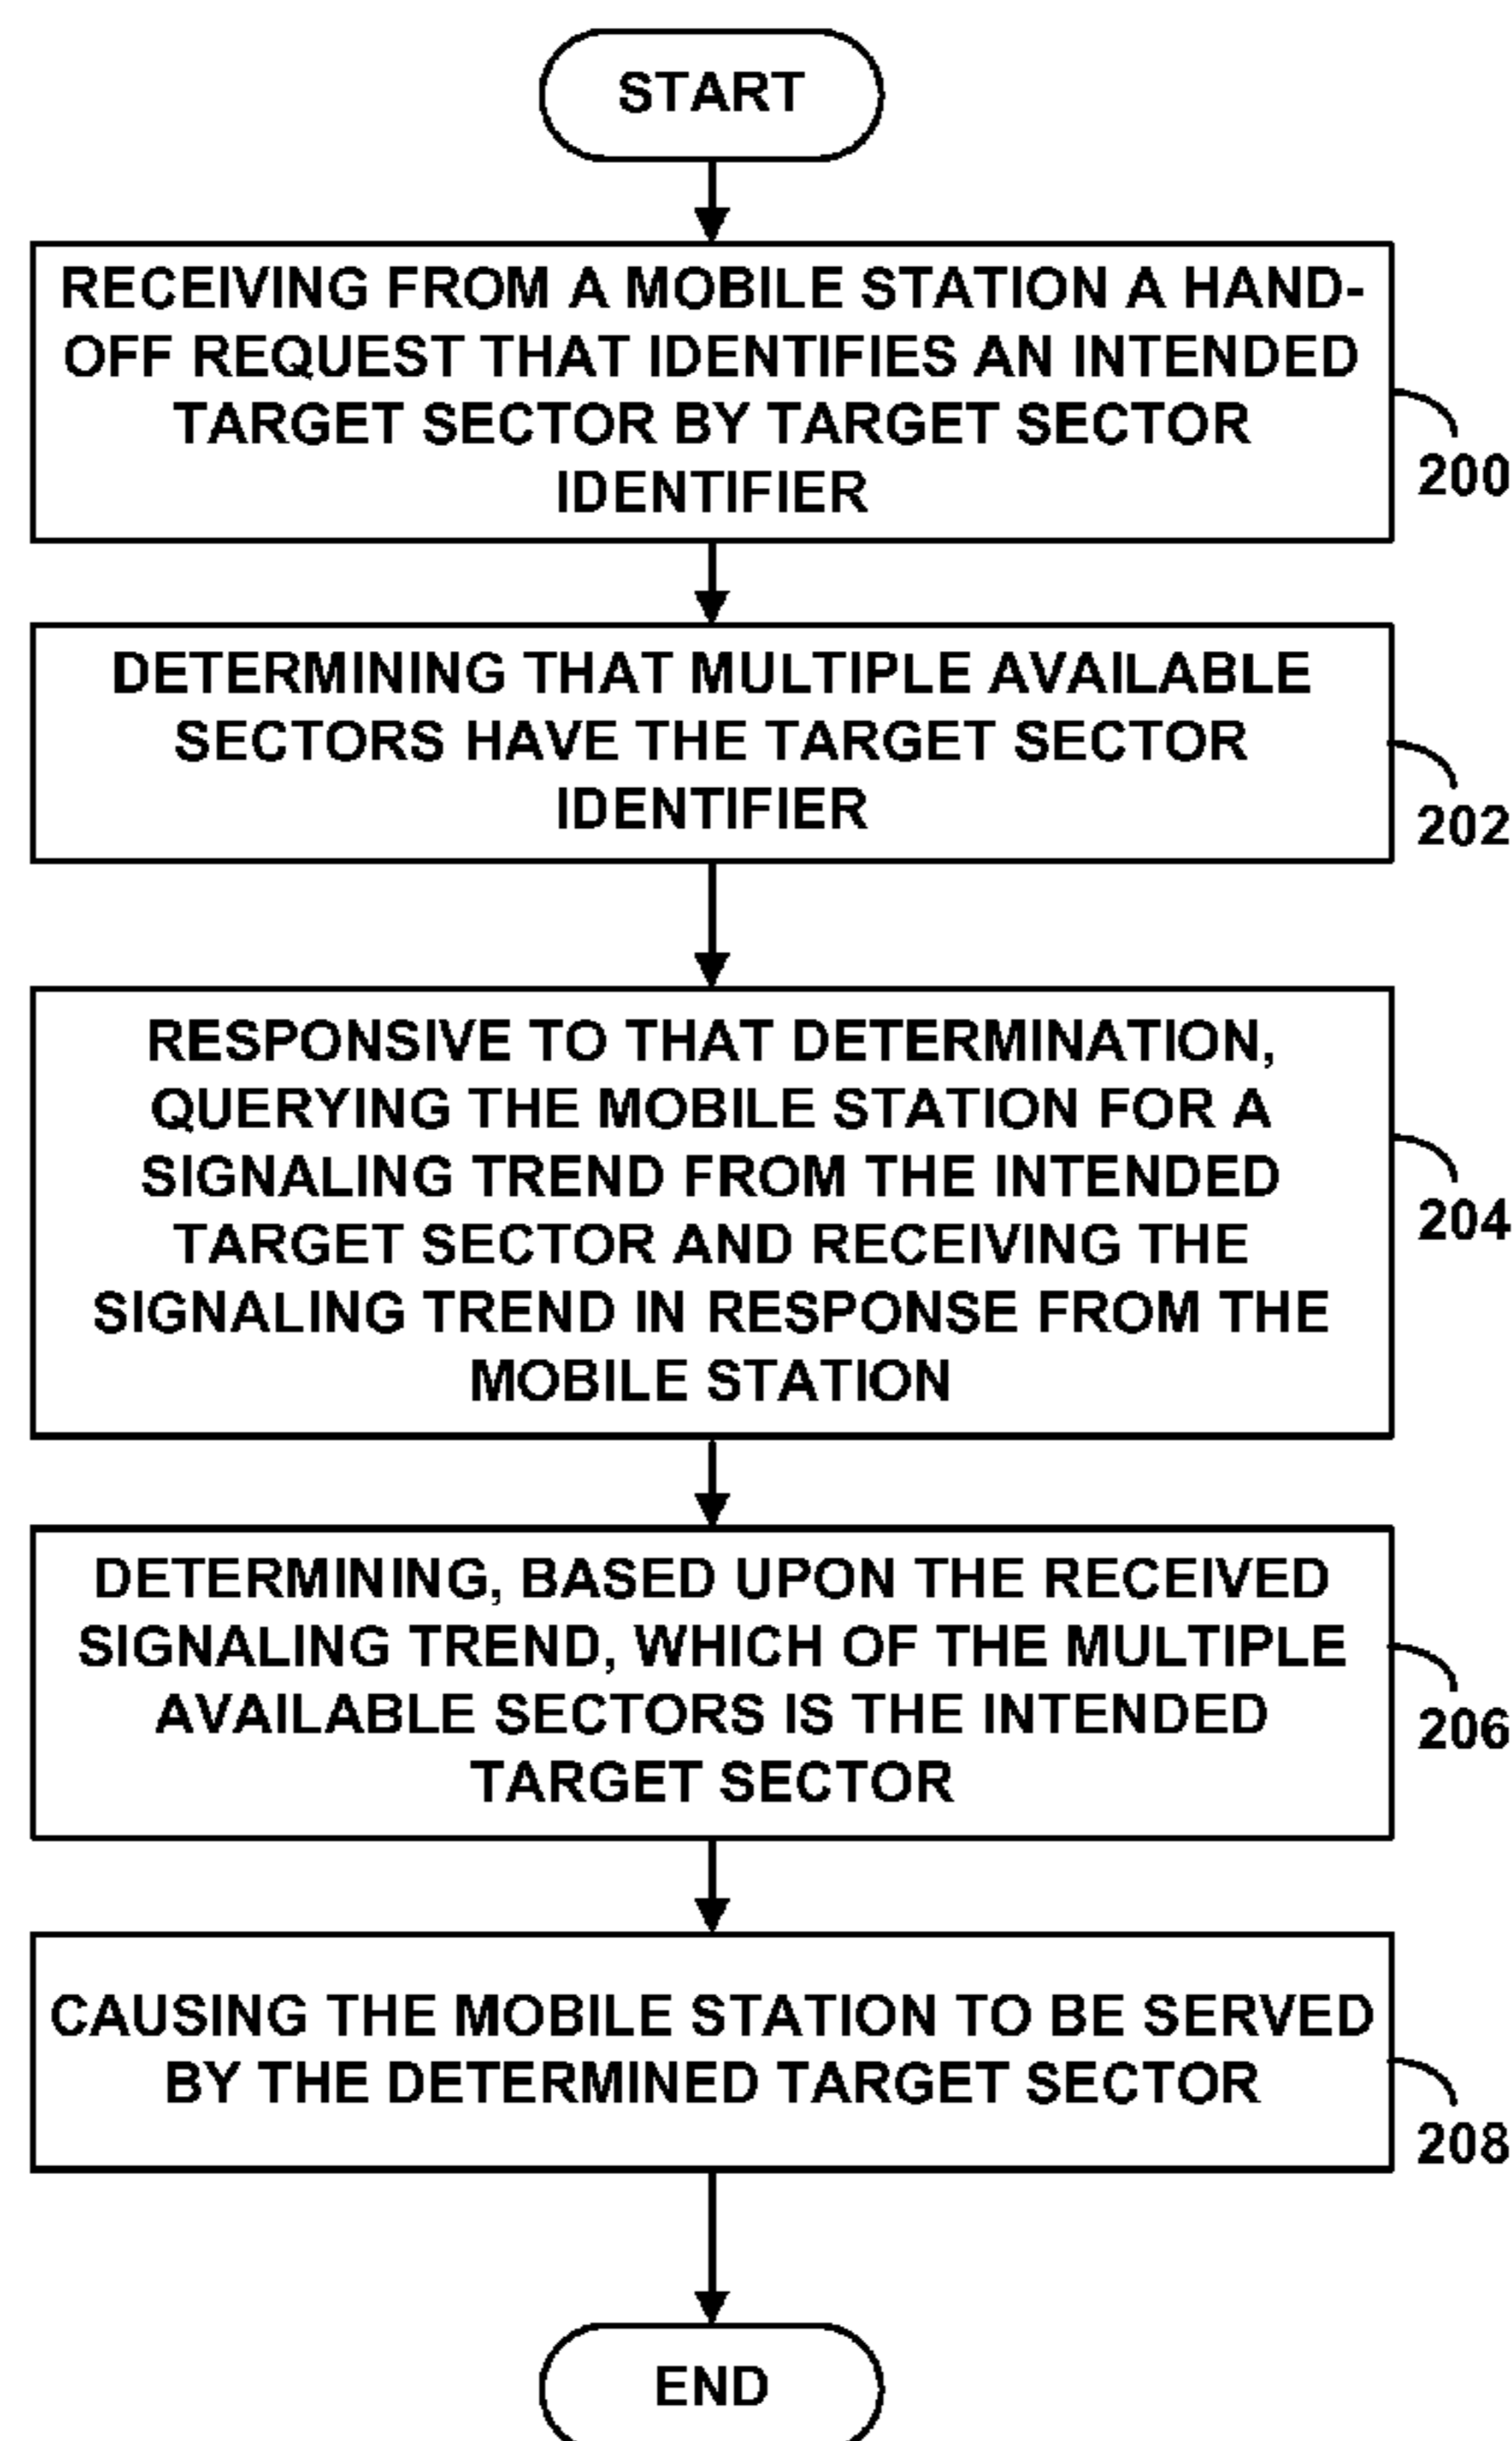 START
RECEIVING FROM A MOBILE STATION A HAND-
OFF REQUEST THAT IDENTIFIES AN INTENDED
TARGET SECTOR BY TARGET SECTOR
IDENTIFIER
200
DETERMINING THAT MULTIPLE AVAILABLE
SECTORS HAVE THE TARGET SECTOR
IDENTIFIER
202
RESPONSIVE TO THAT DETERMINATION,
QUERYING THE MOBILE STATION FOR A
SIGNALING TREND FROM THE INTENDED
TARGET SECTOR AND RECEIVING THE
SIGNALING TREND IN RESPONSE FROM THE
MOBILE STATION
204
DETERMINING, BASED UPON THE RECEIVED
SIGNALING TREND, WHICH OF THE MULTIPLE
AVAILABLE SECTORS IS THE INTENDED
TARGET SECTOR
206
CAUSING THE MOBILE STATION TO BE SERVED
BY THE DETERMINED TARGET SECTOR
208
END